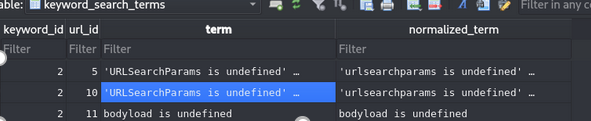 able: keyword_search_terms Filter in any c
keyword_id url_id term normalized_term
Filter Filter Filter Filter
2 5 'URLSearchParams is undefined' … 'urlsearchparams is undefined' …
2 10 'URLSearchParams is undefined' … 'urlsearchparams is undefined' …
2 11 bodyload is undefined bodyload is undefined